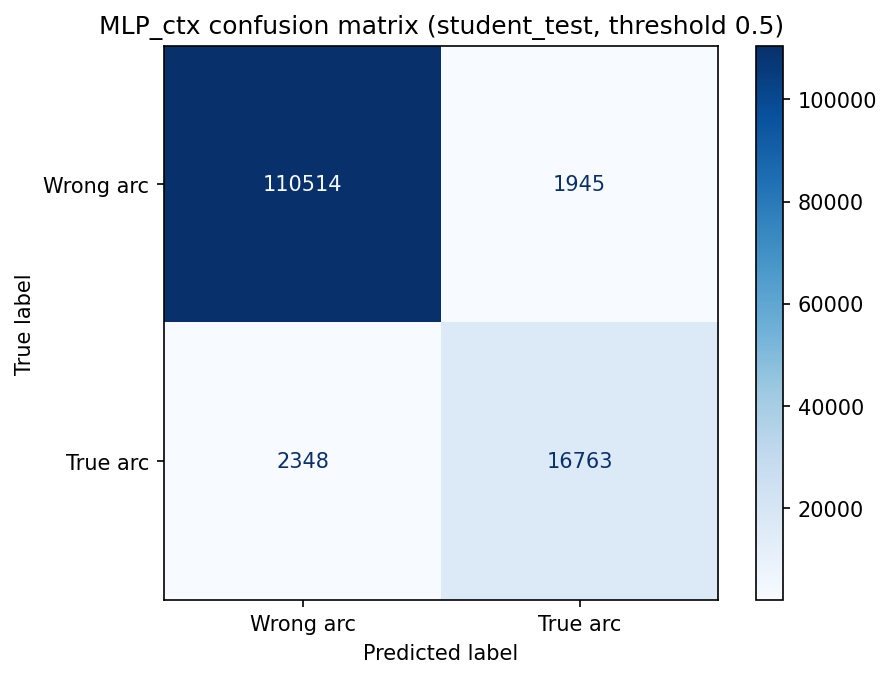 MLP_ctx confusion matrix (student_test, threshold 0.5)
True label
Wrong arc
True arc
110514
1945
2348
16763
Wrong arc
True arc
Predicted label
100000
80000
60000
40000
20000